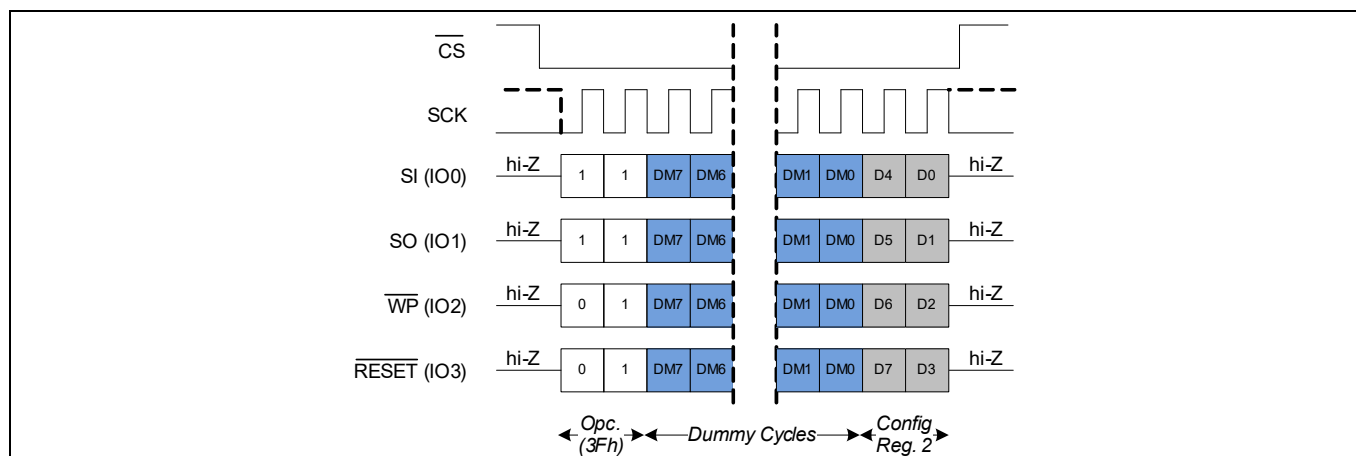 CS
SCK
SI (IO0) hi-Z 1 1 DM7 DM6 DM1 DM0 D4 D0 hi-Z
SO (IO1) hi-Z 1 1 DM7 DM6 DM1 DM0 D5 D1 hi-Z
WP (IO2) hi-Z 0 1 DM7 DM6 DM1 DM0 D6 D2 hi-Z
RESET (IO3) hi-Z 0 1 DM7 DM6 DM1 DM0 D7 D3 hi-Z
Opc. (3Fh)
Dummy Cycles
Config Reg. 2